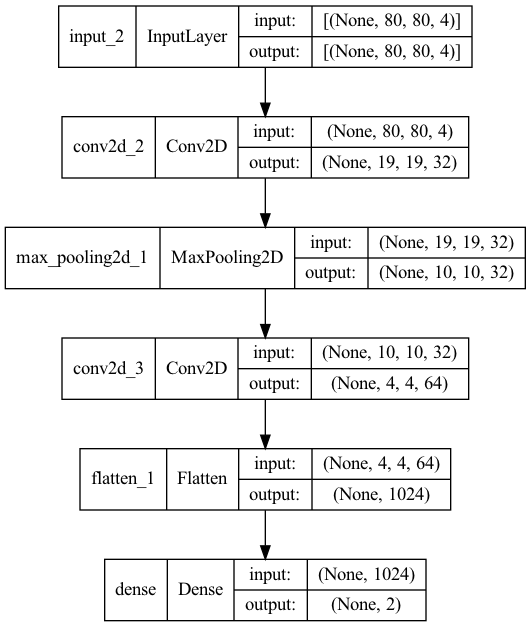 input_2 InputLayer input: [(None, 80, 80, 4)]
output: [(None, 80, 80, 4)]
conv2d_2 Conv2D input: (None, 80, 80, 4)
output: (None, 19, 19, 32)
max_pooling2d_1 MaxPooling2D input: (None, 19, 19, 32)
output: (None, 10, 10, 32)
conv2d_3 Conv2D input: (None, 10, 10, 32)
output: (None, 4, 4, 64)
flatten_1 Flatten input: (None, 4, 4, 64)
output: (None, 1024)
dense Dense input: (None, 1024)
output: (None, 2)